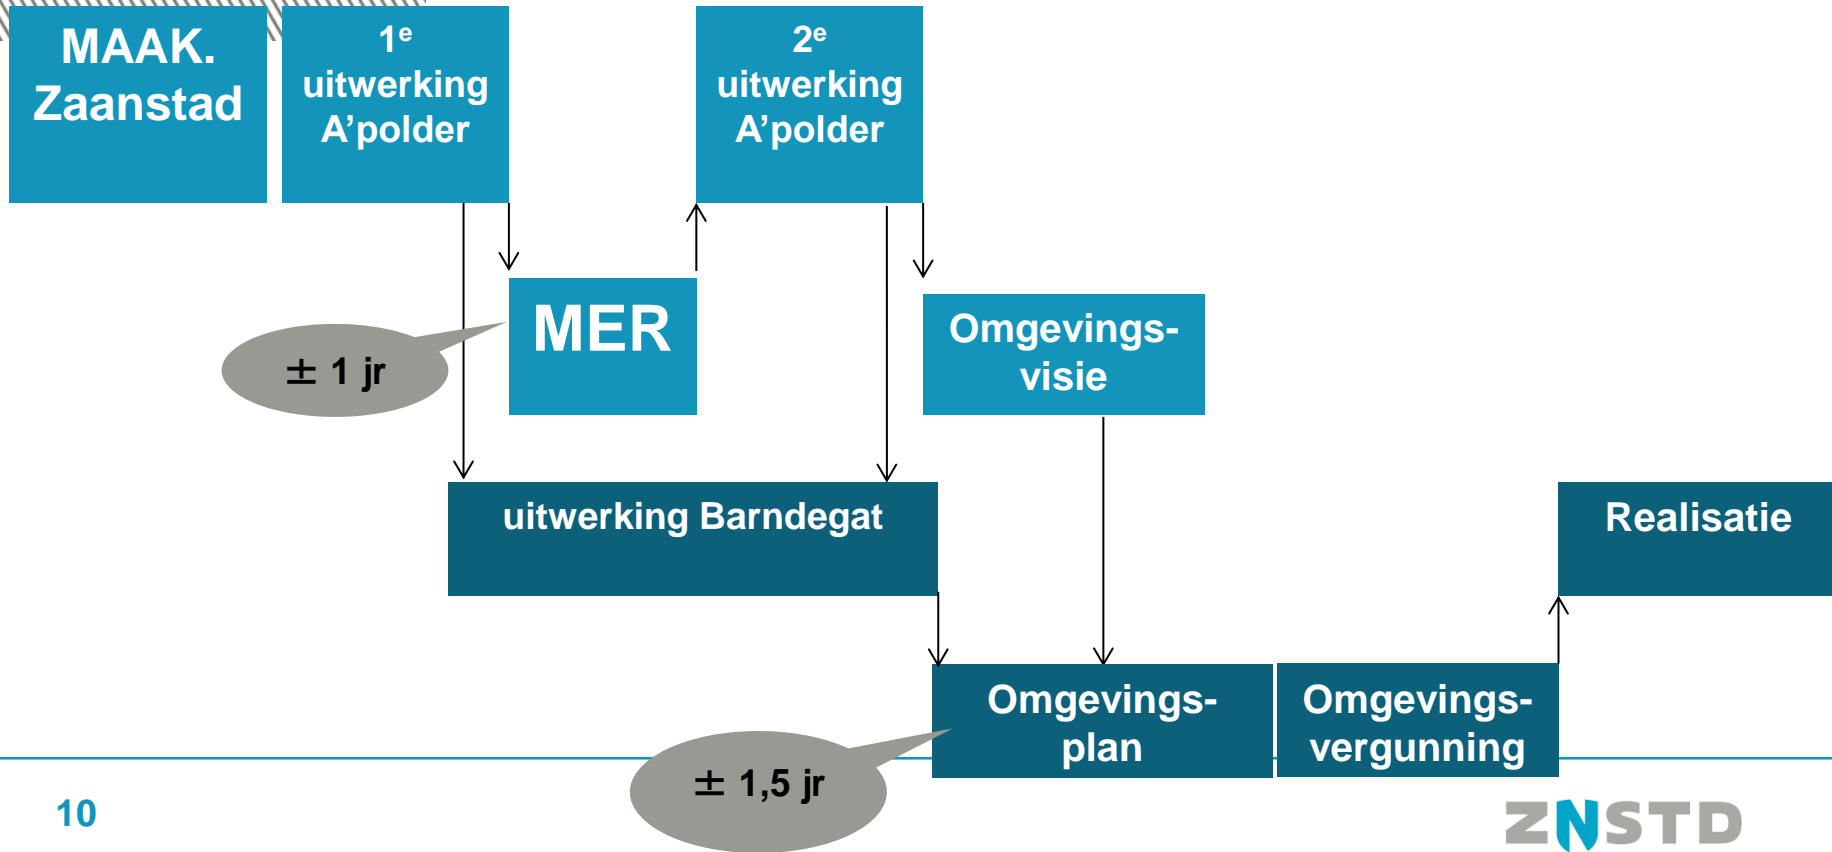 MAAK.
Zaanstad
1e
uitwerking
A’polder
2e
uitwerking
A’polder
MER
± 1 jr
Omgevings-
visie
uitwerking Barndegat
Realisatie
Omgevings-
plan
Omgevings-
vergunning
± 1,5 jr
10
ZNSTD